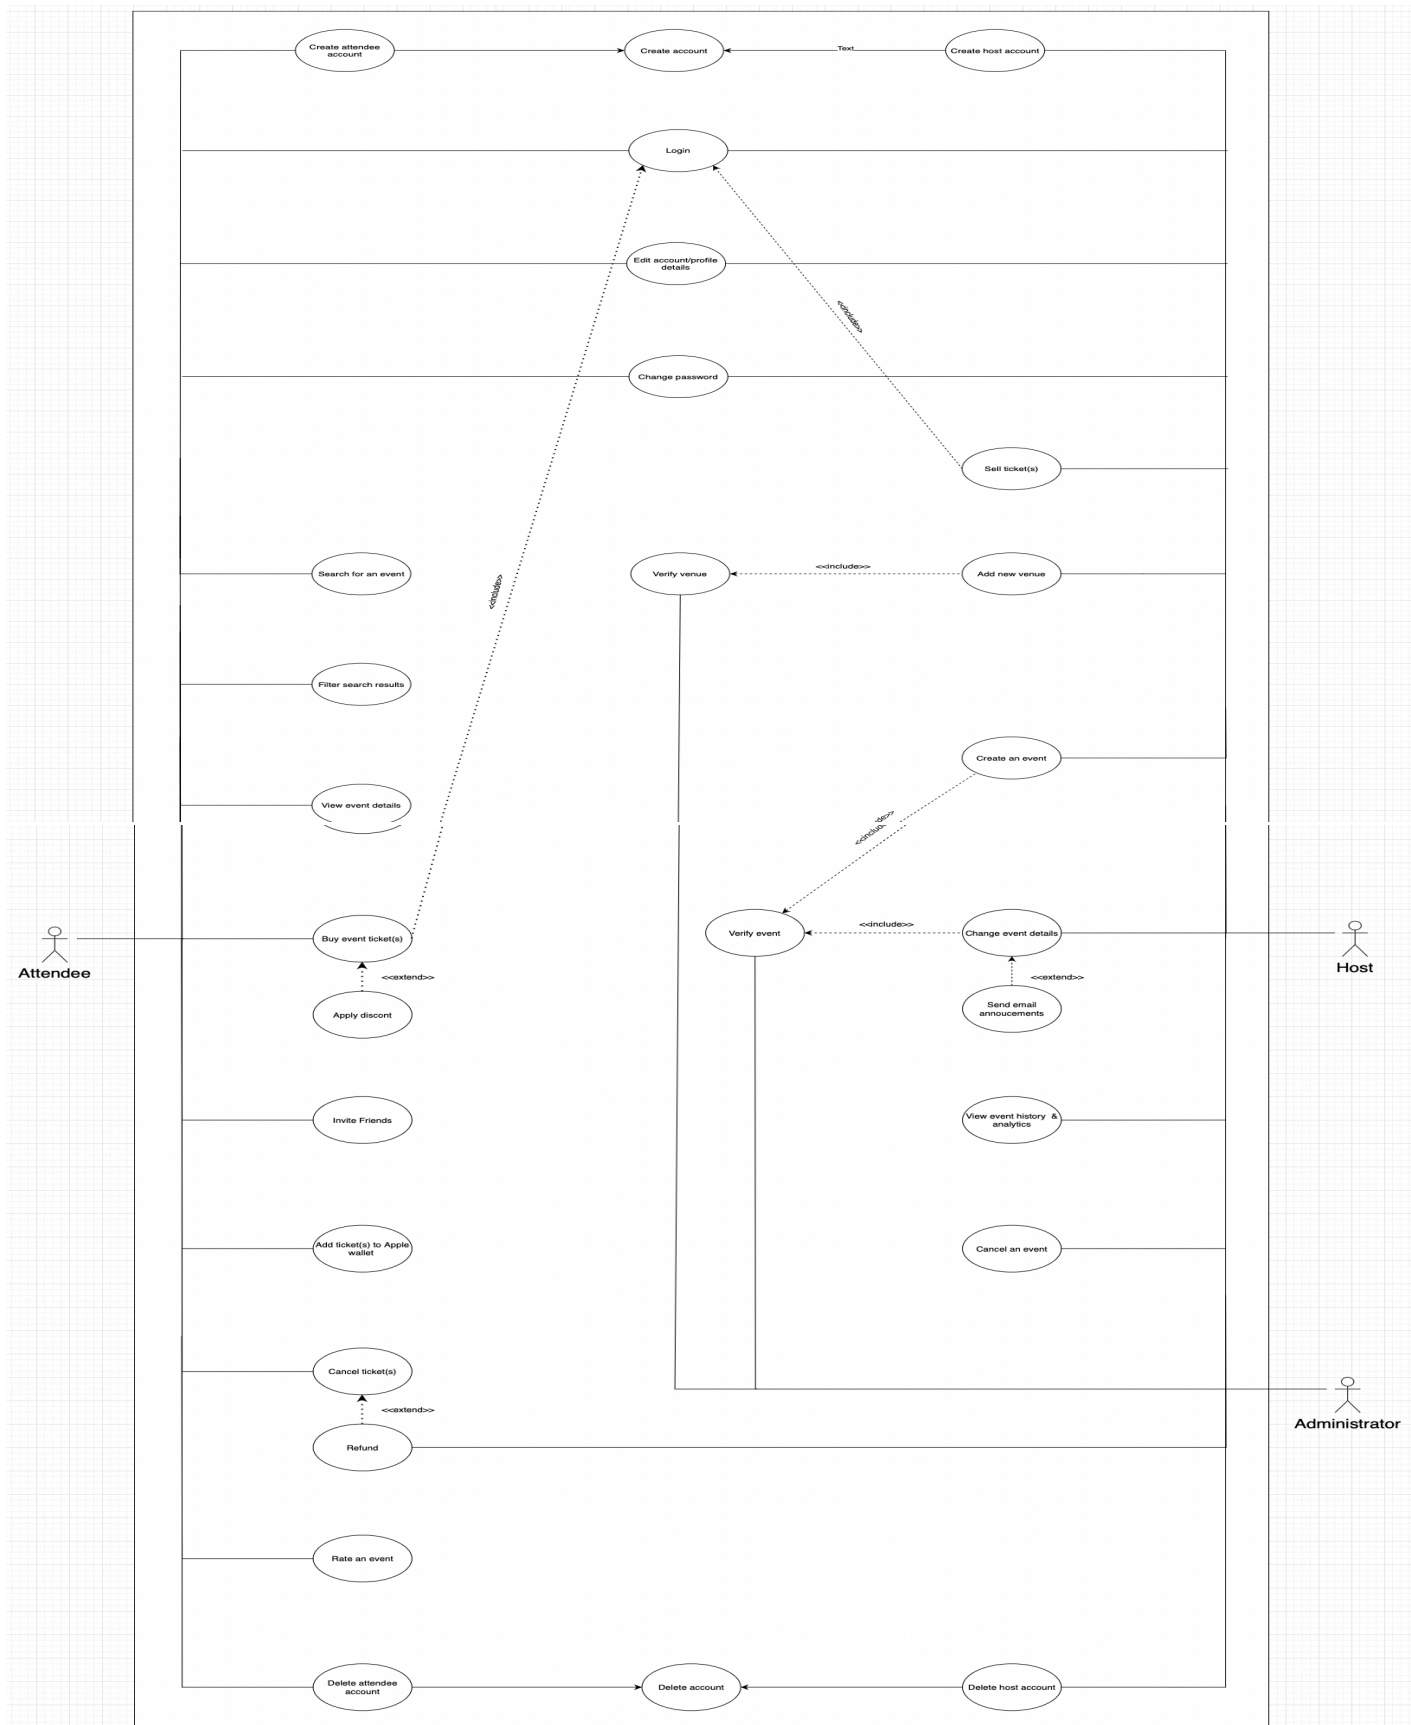 Create attendee
account
Create account
Text
Create host account
Login
Edit account/profile
details
<<include>>
Change password
Sell ticket(s)
Search for an event
<<include>>
Verify venue
<<include>>
Add new venue
Filter search results
Create an event
View event details
<<include>>
Attendee
Buy event ticket(s)
Verify event
<<include>>
Change event details
Host
<<extend>>
<<extend>>
Apply discont
Send email
annoucements
Invite Friends
View event history &
analytics
Add ticket(s) to Apple
wallet
Cancel an event
Cancel ticket(s)
<<extend>>
Administrator
Refund
Rate an event
Delete attendee
account
Delete account
Delete host account